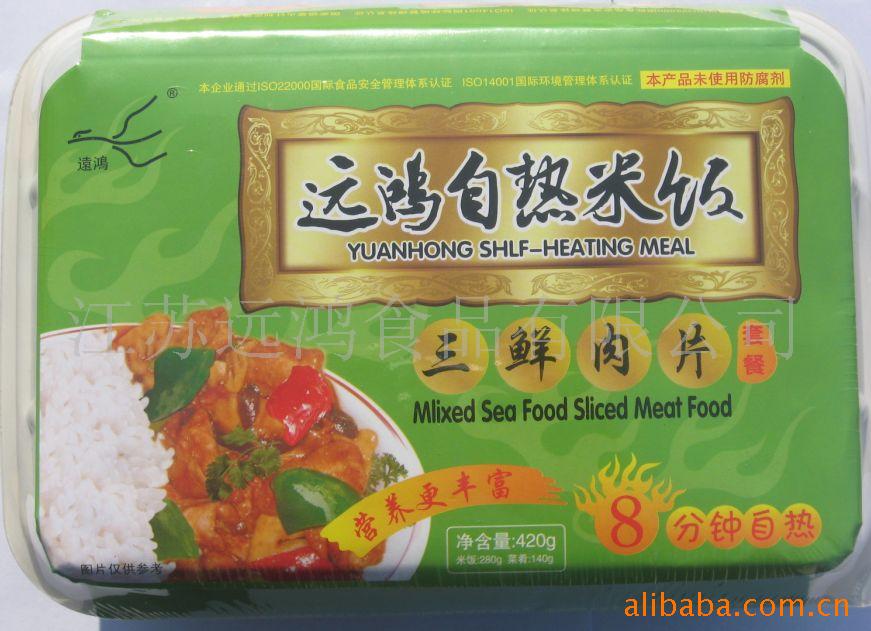 本企业通过ISO22000国际食品安全管理体系认证 ISO14001国际环境管理体系认证 本产品未使用防腐剂
®
遠鴻
远鸿自热米饭
YUANHONG SHLF-HEATING MEAL
江苏远鸿食品有限公司
三鲜肉片 套餐
Mlixed Sea Food Sliced Meat Food
营养更丰富
8分钟自热
净含量:420g
米饭:280g 菜肴:140g
图片仅供参考
alibaba.com.cn